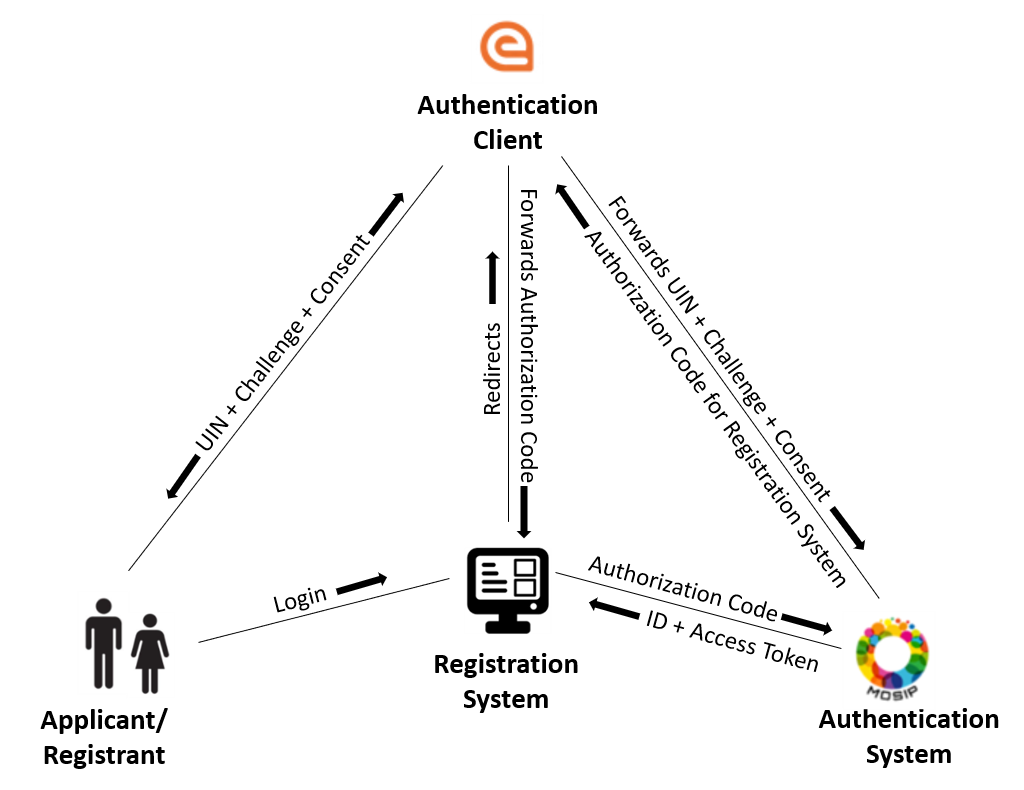 Authentication
Client
UIN + Challenge + Consent
Redirects
Forwards Authorization Code
Forwards UIN + Challenge + Consent
Authorization Code for Registration System
Login
Authorization Code
ID + Access Token
Registration
System
MOSIP
Applicant/
Registrant
Authentication
System